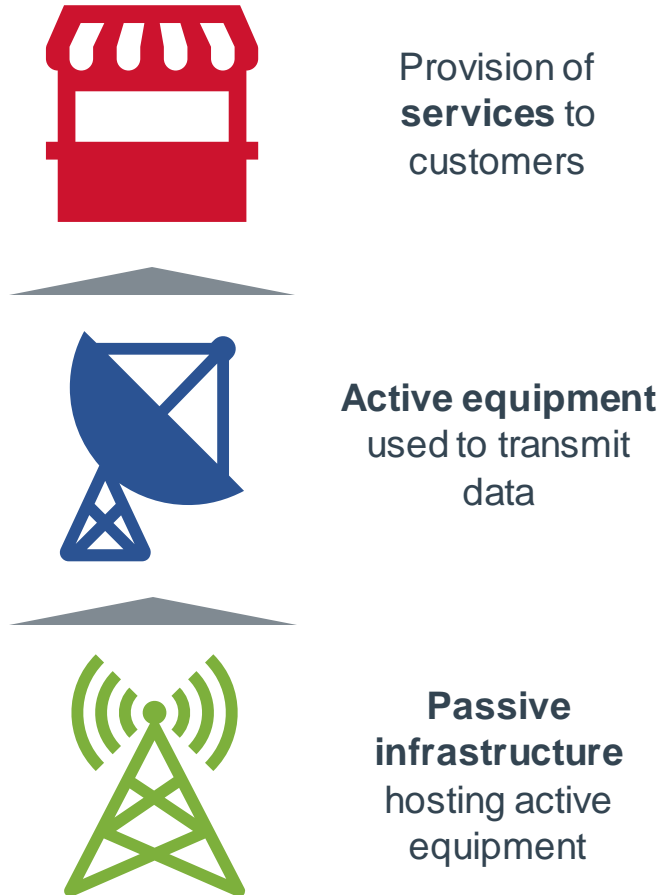 Provision of
services to
customers
Active equipment
used to transmit
data
Passive
infrastructure
hosting active
equipment